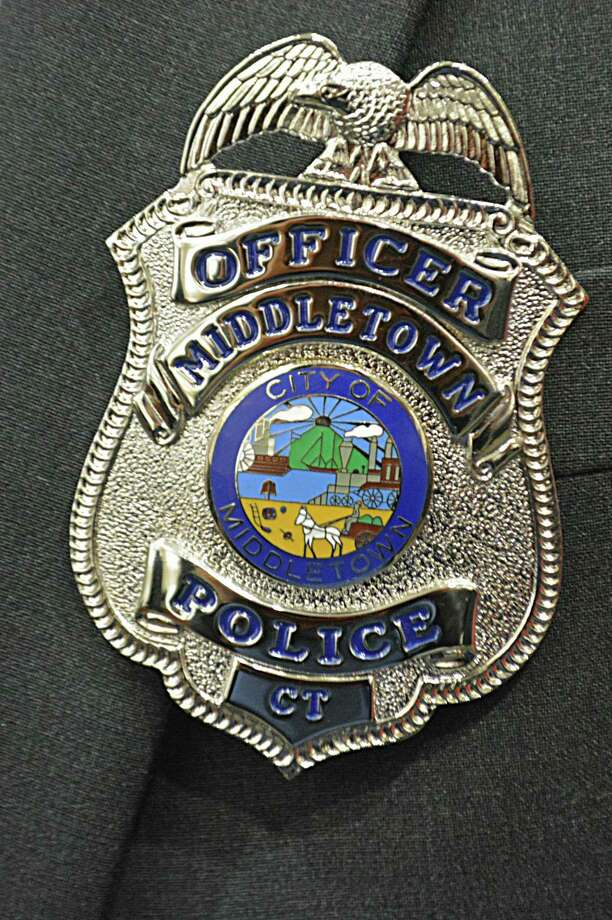 OFFICER
MIDDLETOWN
CITY OF
MIDDLETOWN
POLICE
CT